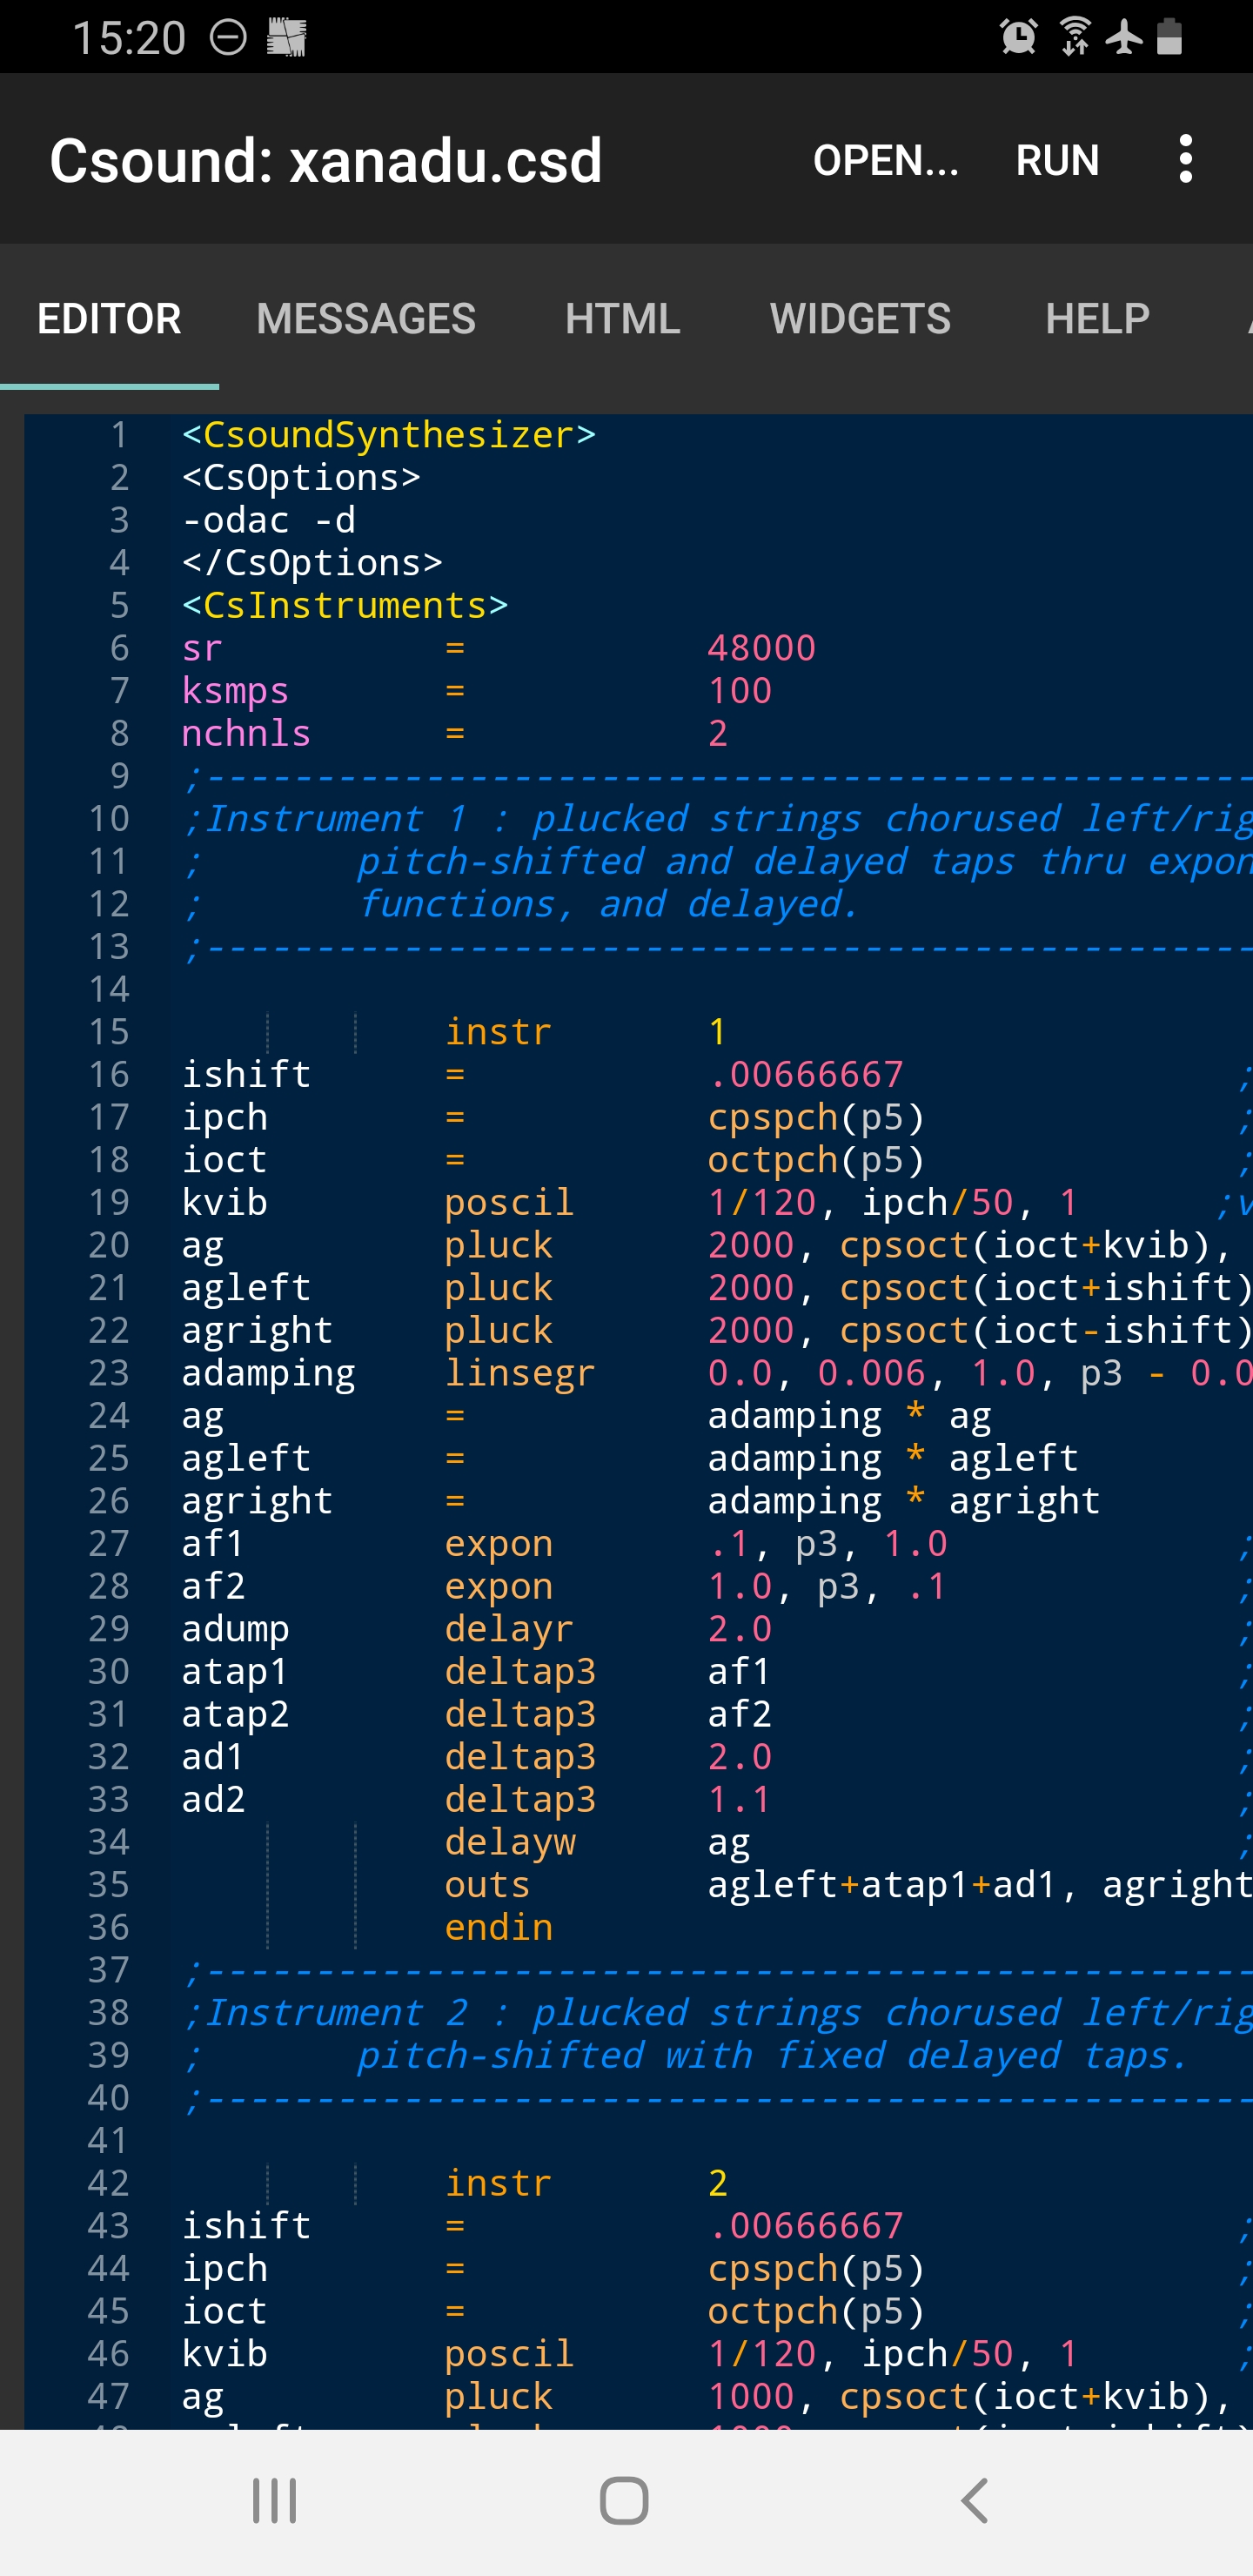 15:20
Csound: xanadu.csd OPEN... RUN
EDITOR MESSAGES HTML WIDGETS HELP
1 <CsoundSynthesizer>
2 <CsOptions>
3 -odac -d
4 </CsOptions>
5 <CsInstruments>
6 sr = 48000
7 ksmps = 100
8 nchnls = 2
9 ;------------------------------------------------
10 ;Instrument 1 : plucked strings chorused left/rig
11 ; pitch-shifted and delayed taps thru expon
12 ; functions, and delayed.
13 ;------------------------------------------------
14
15 instr 1
16 ishift = .00666667 ;
17 ipch = cpspch(p5) ;
18 ioct = octpch(p5) ;
19 kvib poscil 1/120, ipch/50, 1 ;v
20 ag pluck 2000, cpsoct(ioct+kvib),
21 agleft pluck 2000, cpsoct(ioct+ishift)
22 agright pluck 2000, cpsoct(ioct-ishift)
23 adamping linsegr 0.0, 0.006, 1.0, p3 - 0.0
24 ag = adamping * ag
25 agleft = adamping * agleft
26 agright = adamping * agright
27 af1 expon .1, p3, 1.0 ;
28 af2 expon 1.0, p3, .1 ;
29 adump delayr 2.0 ;
30 atap1 deltap3 af1 ;
31 atap2 deltap3 af2 ;
32 ad1 deltap3 2.0 ;
33 ad2 deltap3 1.1 ;
34 delayw ag ;
35 outs agleft+atap1+ad1, agright
36 endin
37 ;------------------------------------------------
38 ;Instrument 2 : plucked strings chorused left/rig
39 ; pitch-shifted with fixed delayed taps.
40 ;------------------------------------------------
41
42 instr 2
43 ishift = .00666667 ;
44 ipch = cpspch(p5) ;
45 ioct = octpch(p5) ;
46 kvib poscil 1/120, ipch/50, 1 ;
47 ag pluck 1000, cpsoct(ioct+kvib),